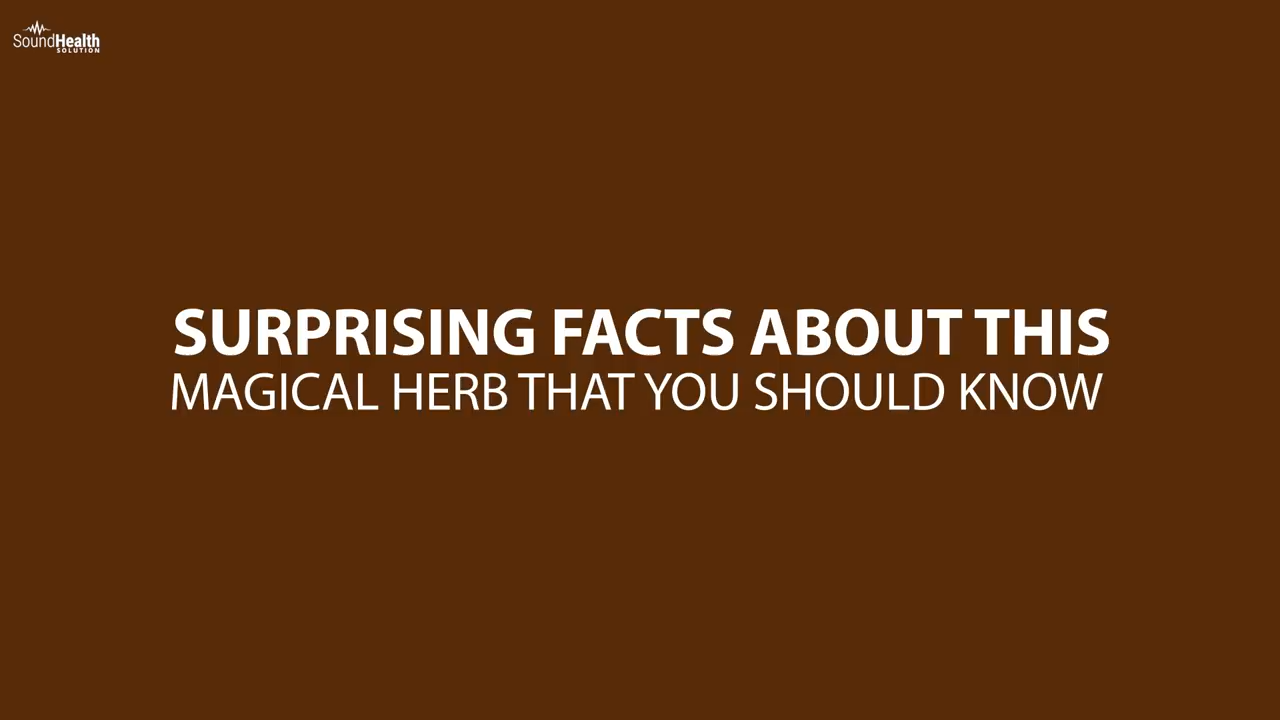 SoundHealth
SOLUTION
SURPRISING FACTS ABOUT THIS
MAGICAL HERB THAT YOU SHOULD KNOW